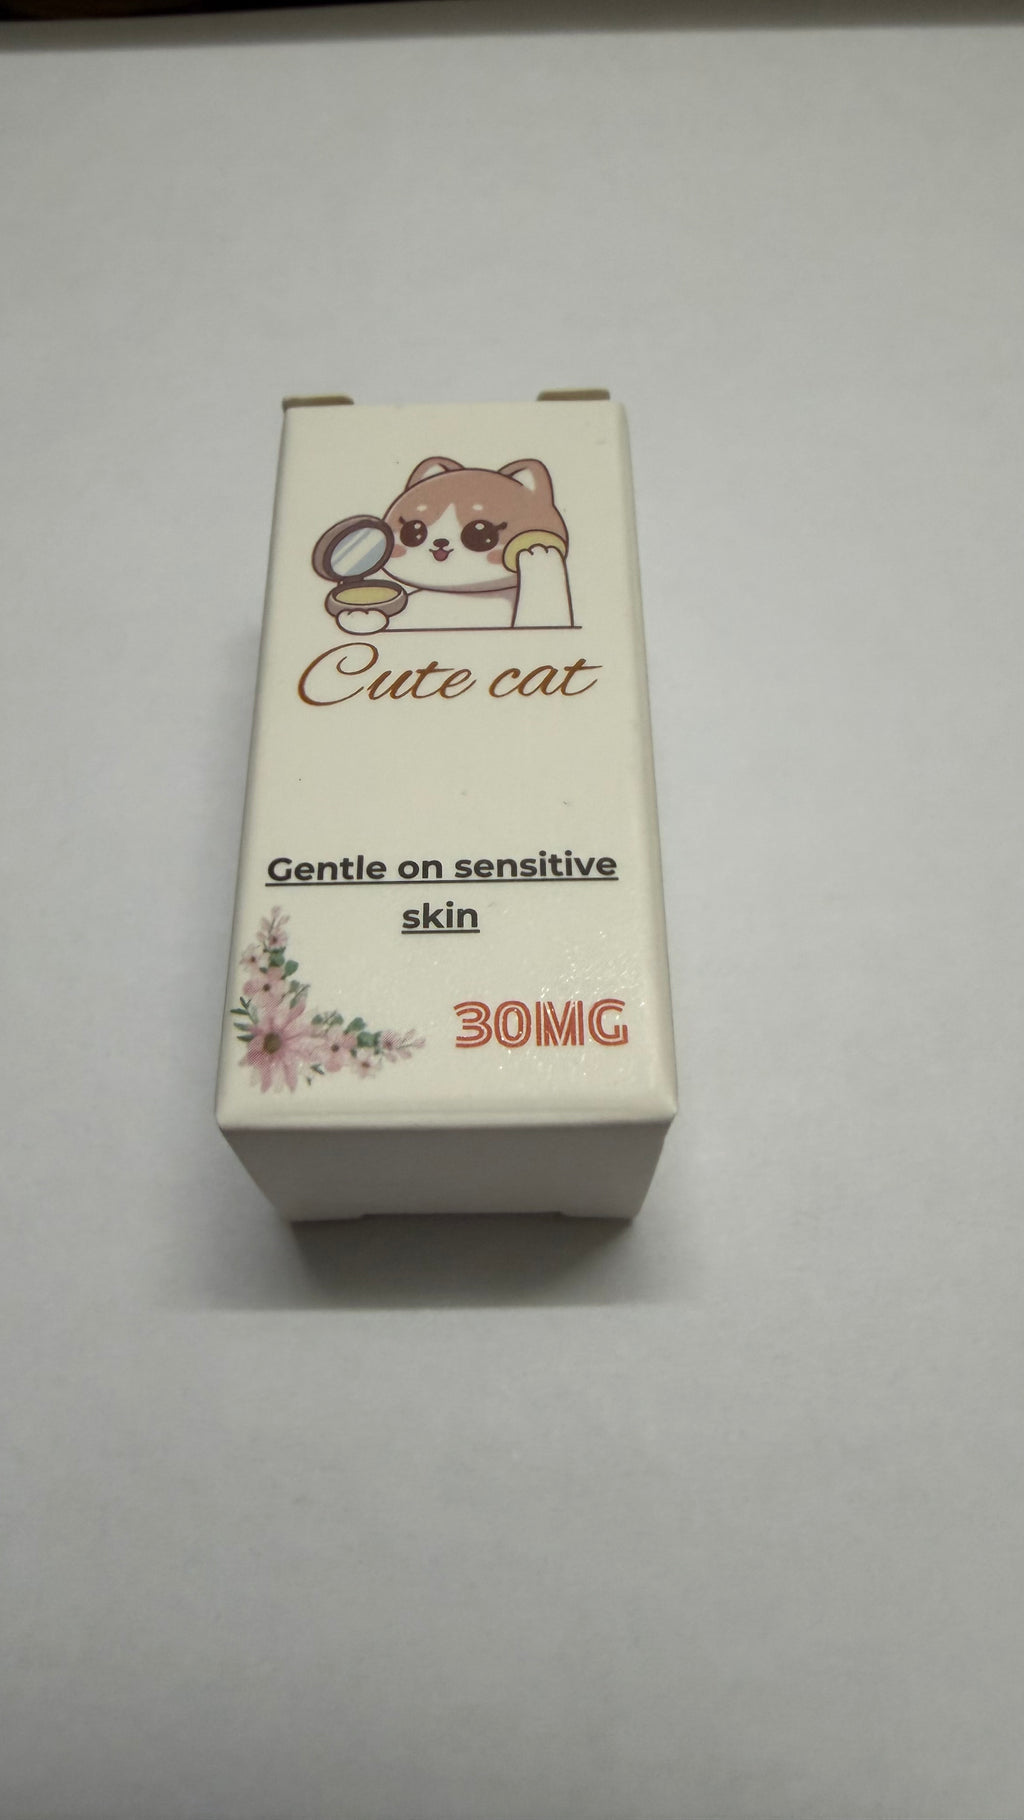 Cute cat
Gentle on sensitive
skin
30MG